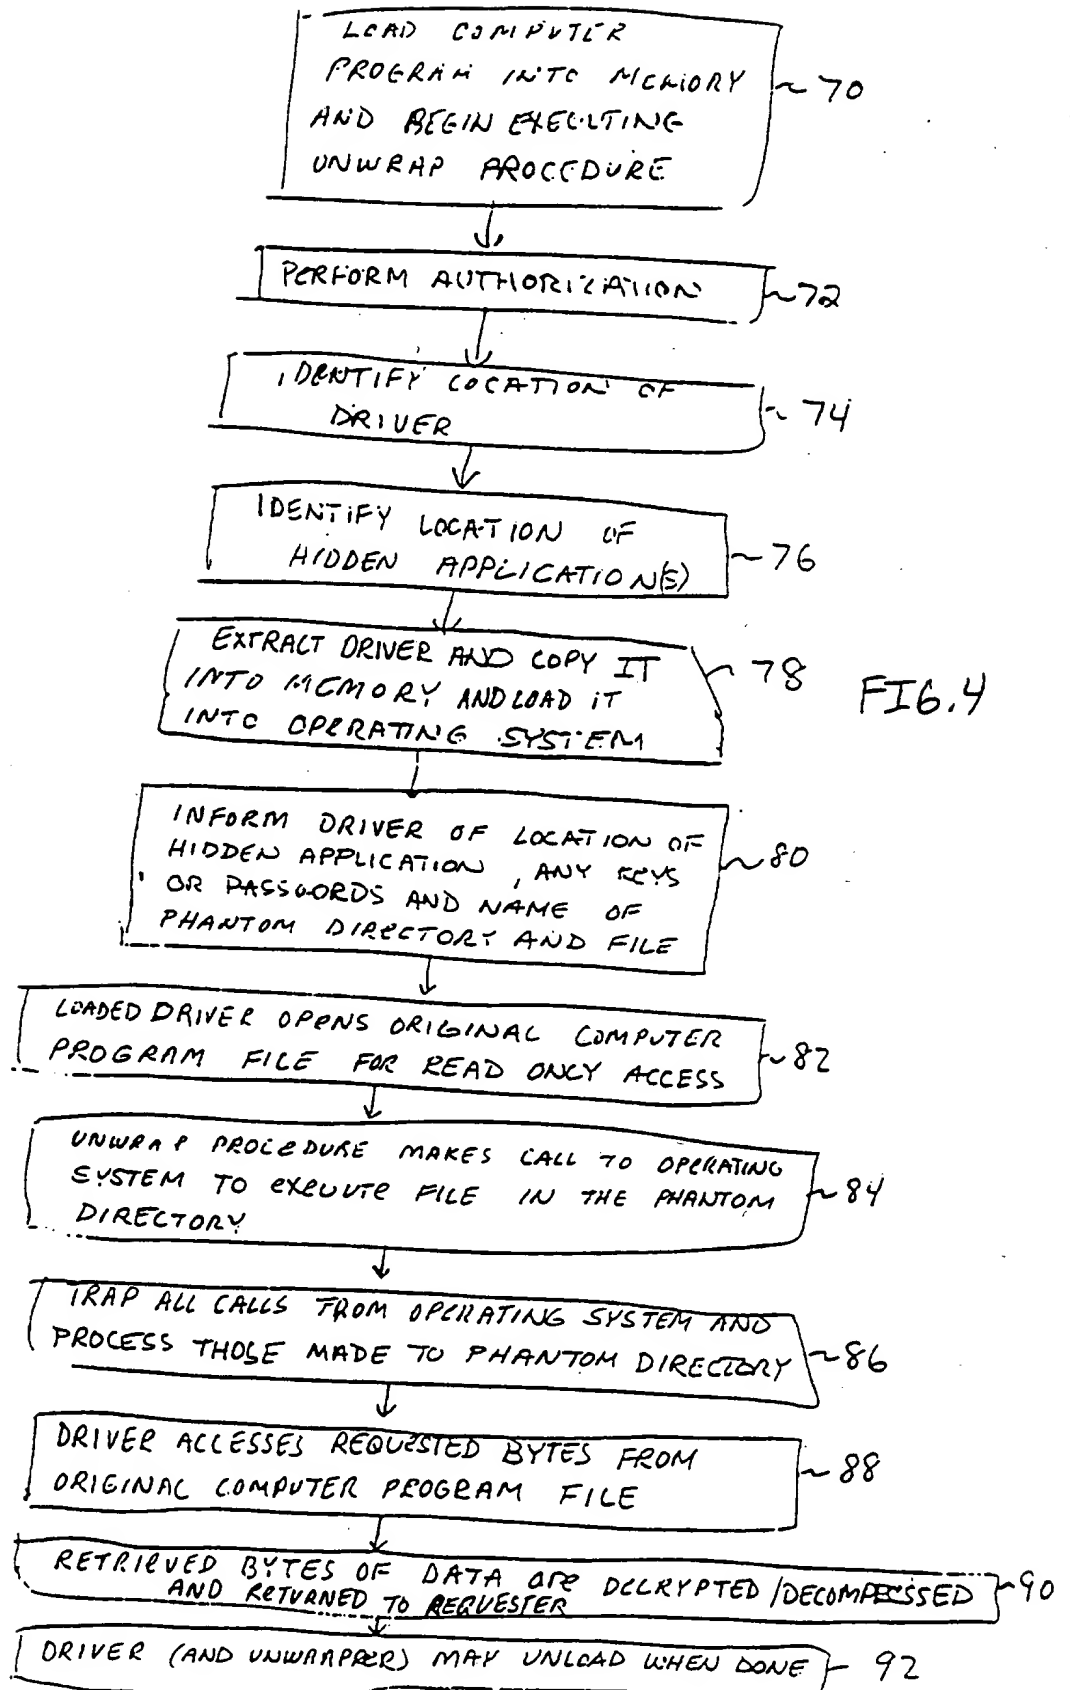 LOAD COMPUTER
PROGRAM INTO MEMORY
AND BEGIN EXECUTING
UNWRAP PROCEDURE
70
PERFORM AUTHORIZATION
72
IDENTIFY LOCATION OF
DRIVER
74
IDENTIFY LOCATION OF
HIDDEN APPLICATION(S)
76
EXTRACT DRIVER AND COPY IT
INTO MEMORY AND LOAD IT
INTO OPERATING SYSTEM
78
FIG.4
INFORM DRIVER OF LOCATION OF
HIDDEN APPLICATION, ANY KEYS
OR PASSWORDS AND NAME OF
PHANTOM DIRECTORY AND FILE
80
LOADED DRIVER OPENS ORIGINAL COMPUTER
PROGRAM FILE FOR READ ONLY ACCESS
82
UNWRAP PROCEDURE MAKES CALL TO OPERATING
SYSTEM TO EXECUTE FILE IN THE PHANTOM
DIRECTORY
84
TRAP ALL CALLS FROM OPERATING SYSTEM AND
PROCESS THOSE MADE TO PHANTOM DIRECTORY
86
DRIVER ACCESSES REQUESTED BYTES FROM
ORIGINAL COMPUTER PROGRAM FILE
88
RETRIEVED BYTES OF DATA ARE DECRYPTED/DECOMPRESSED
AND RETURNED TO REQUESTER
90
DRIVER (AND UNWRAPPER) MAY UNLOAD WHEN DONE
92